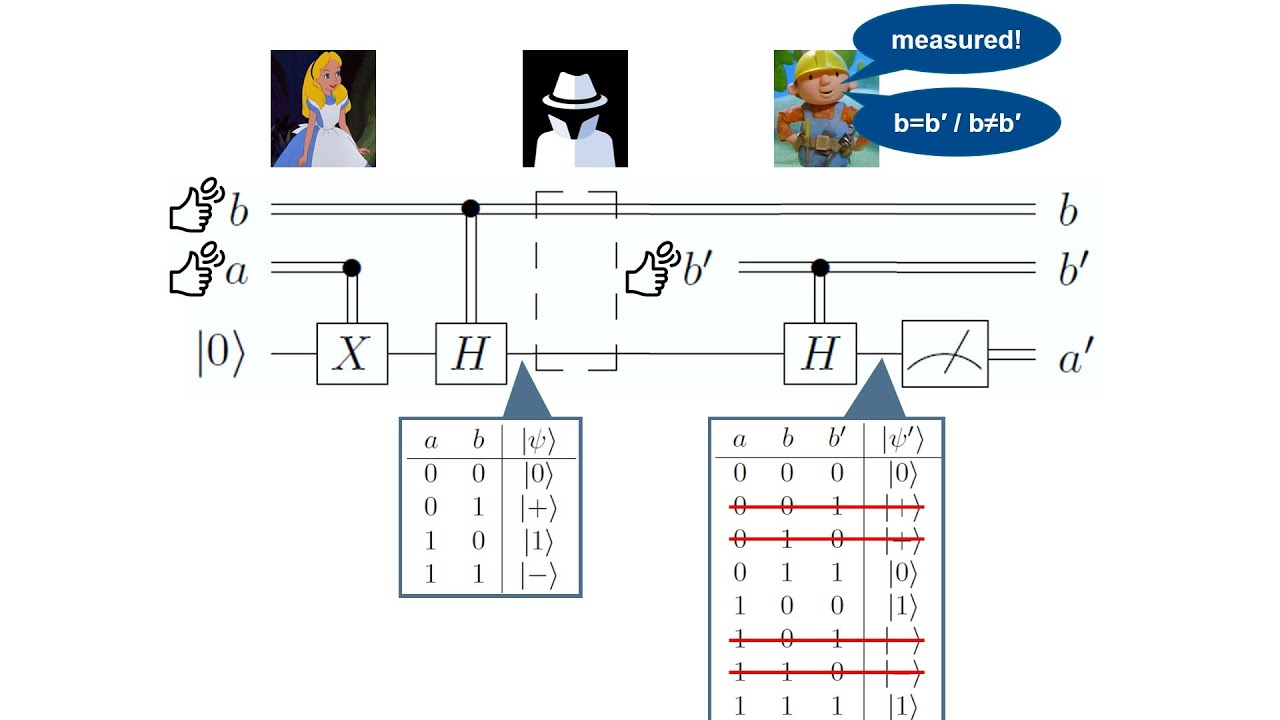 measured!
b=b′ / b≠b′
b b
a b′ b′
|0⟩ X H H a′
a b |ψ⟩
0 0 |0⟩
0 1 |+⟩
1 0 |1⟩
1 1 |−⟩
a b b′ |ψ′⟩
0 0 0 |0⟩
0 0 1 |+⟩
0 1 0 |+⟩
0 1 1 |0⟩
1 0 0 |1⟩
1 0 1 | ⟩
1 1 0 | ⟩
1 1 1 |1⟩